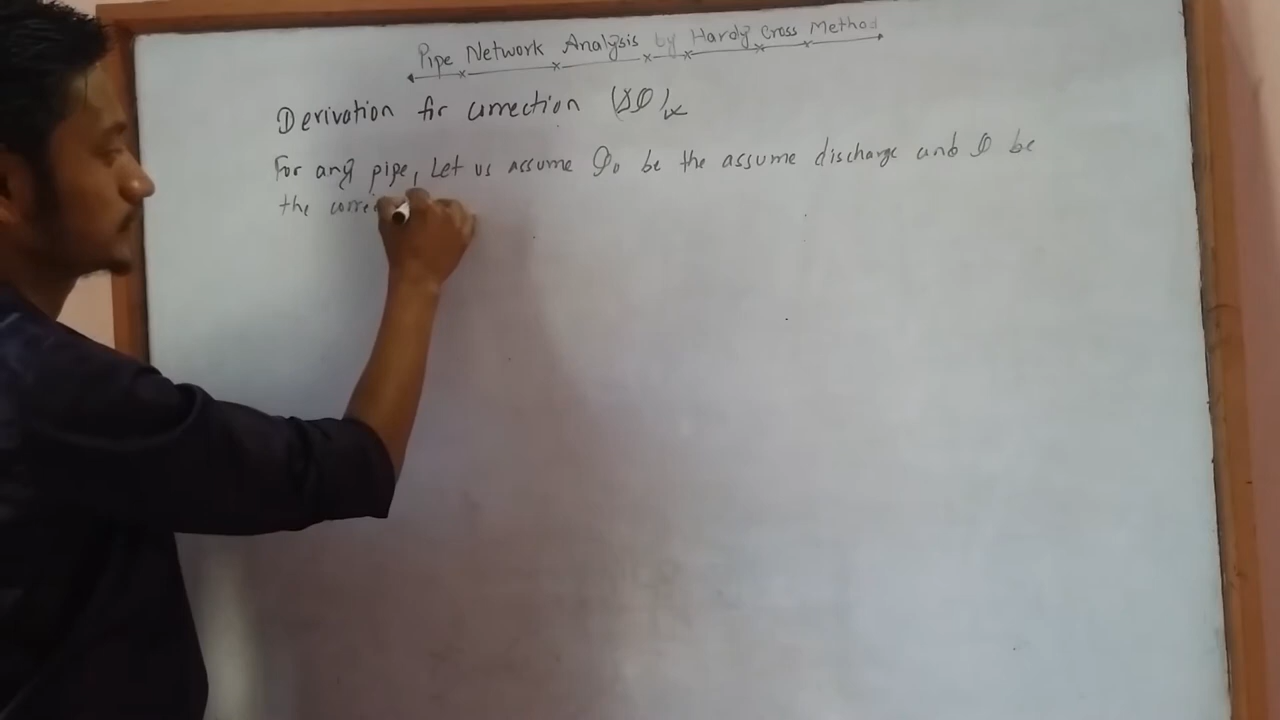 Pipe Network Analysis by Hardy Cross Method
Derivation for correction (ΔQ)
For any pipe, Let us assume Q₀ be the assume discharge and Q be
the corre